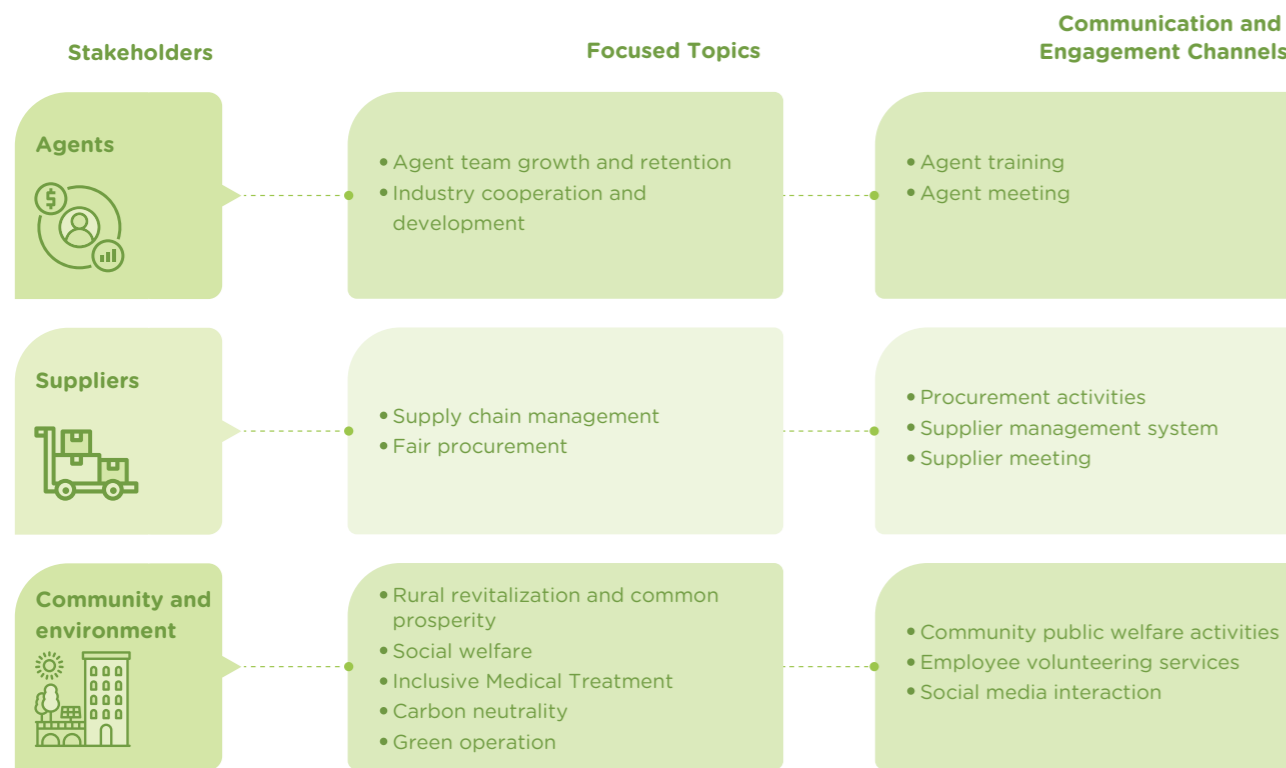 Stakeholders
Focused Topics
Communication and
Engagement Channels
Agents
• Agent team growth and retention
• Industry cooperation and
development
• Agent training
• Agent meeting
Suppliers
• Supply chain management
• Fair procurement
• Procurement activities
• Supplier management system
• Supplier meeting
Community and
environment
• Rural revitalization and common
prosperity
• Social welfare
• Inclusive Medical Treatment
• Carbon neutrality
• Green operation
• Community public welfare activities
• Employee volunteering services
• Social media interaction